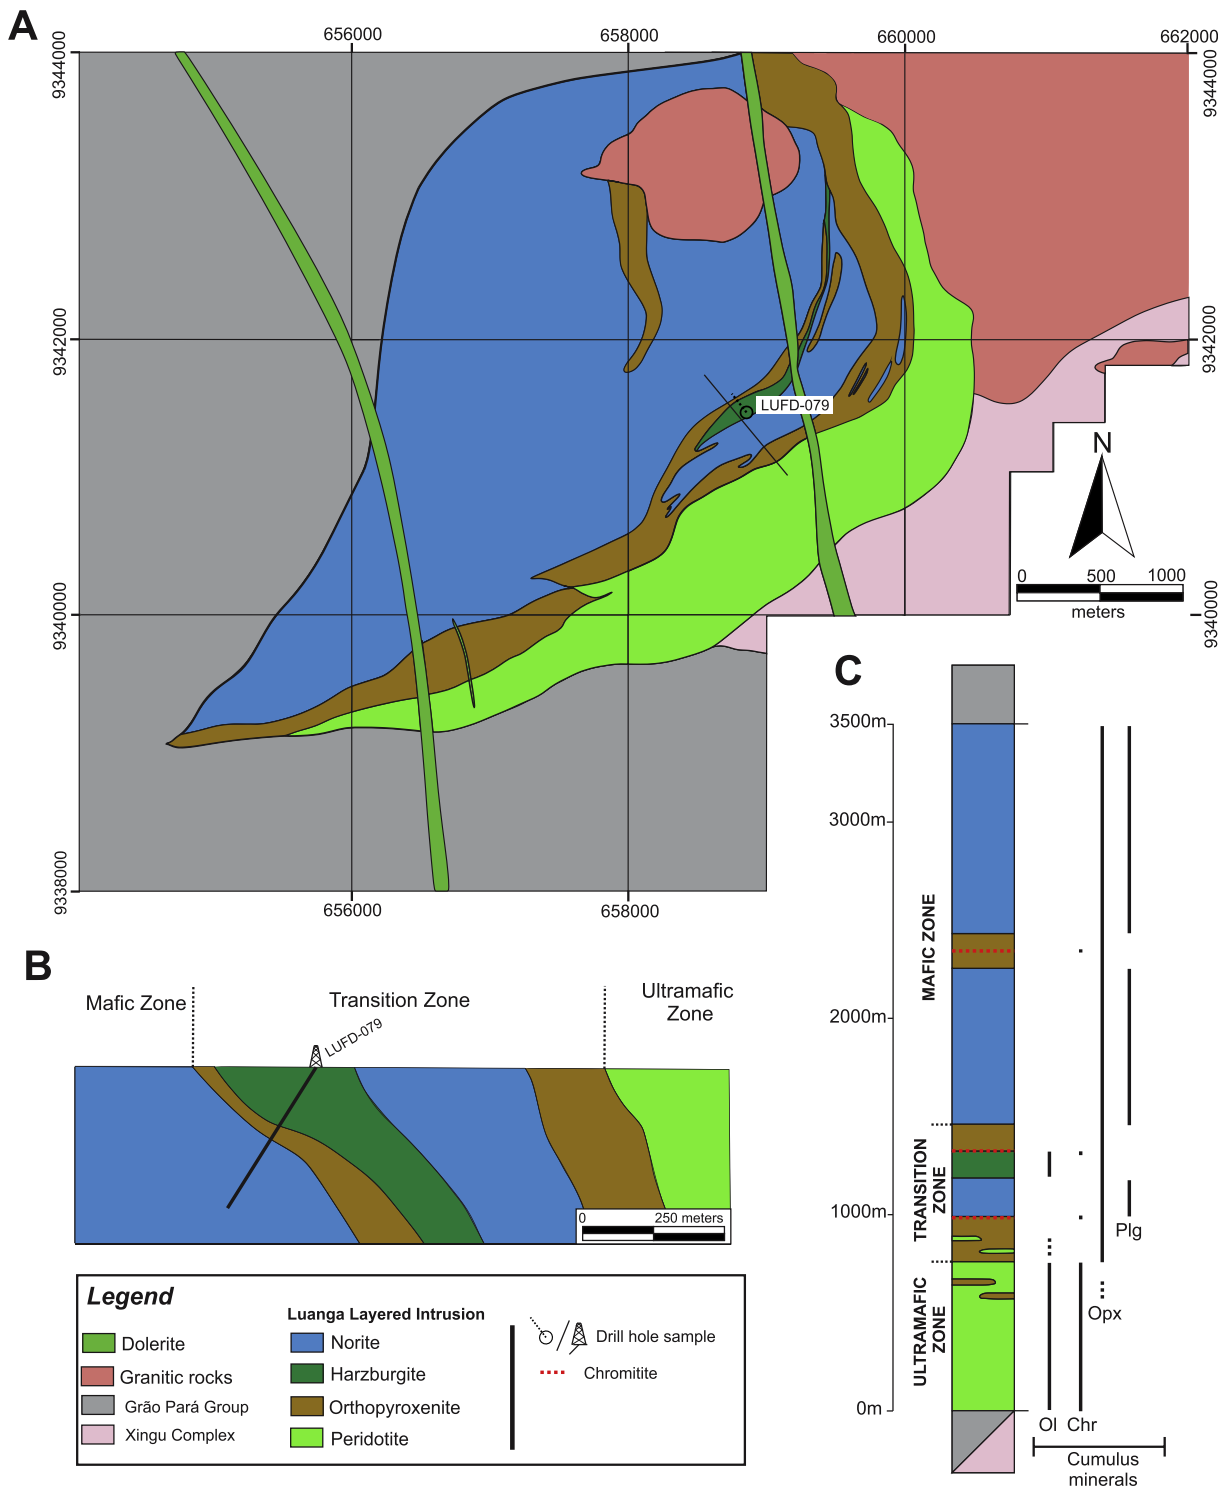 A
656000
658000
660000
662000
9344000
9344000
9342000
9342000
9340000
9340000
9338000
LUFD-079
N
0 500 1000
meters
656000
658000
B
Mafic Zone
Transition Zone
Ultramafic
Zone
LUFD-079
0 250 meters
C
3500m
3000m
2000m
1000m
0m
MAFIC ZONE
TRANSITION
ZONE
ULTRAMAFIC
ZONE
Plg
Opx
Ol Chr
Cumulus
minerals
Legend
Luanga Layered Intrusion
Dolerite
Granitic rocks
Grão Pará Group
Xingu Complex
Norite
Harzburgite
Orthopyroxenite
Peridotite
Drill hole sample
Chromitite